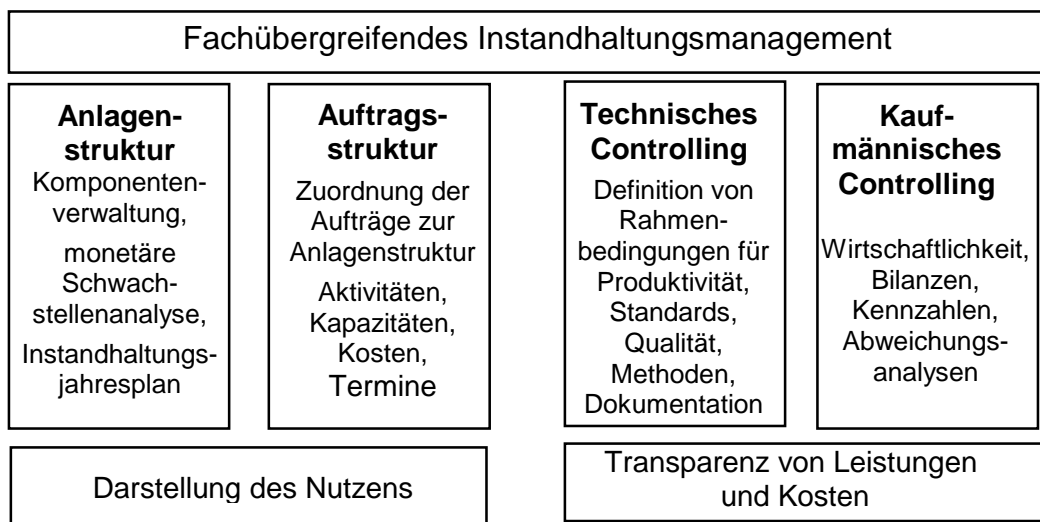 Fachübergreifendes Instandhaltungsmanagement
Anlagen-
struktur
Komponenten-
verwaltung,
monetäre
Schwach-
stellenanalyse,
Instandhaltungs-
jahresplan
Auftrags-
struktur
Zuordnung der
Aufträge zur
Anlagenstruktur
Aktivitäten,
Kapazitäten,
Kosten,
Termine
Technisches
Controlling
Definition von
Rahmen-
bedingungen für
Produktivität,
Standards,
Qualität,
Methoden,
Dokumentation
Kauf-
männisches
Controlling
Wirtschaftlichkeit,
Bilanzen,
Kennzahlen,
Abweichungs-
analysen
Darstellung des Nutzens
Transparenz von Leistungen
und Kosten